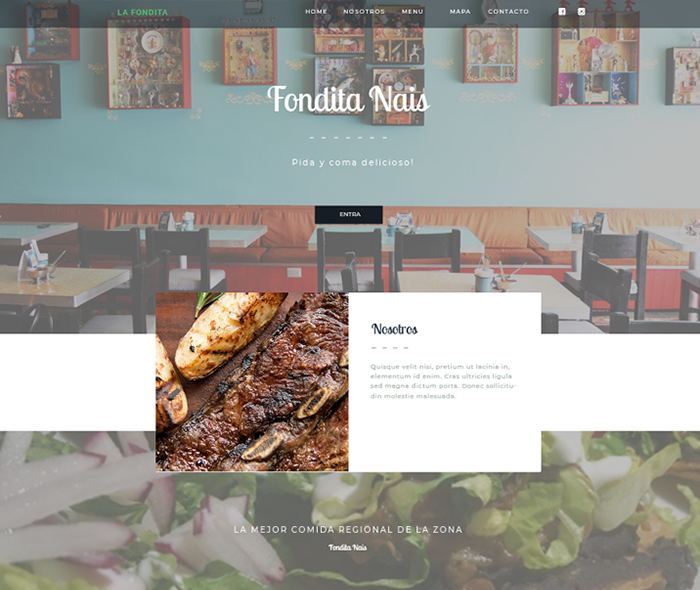 LA FONDITA
HOME NOSOTROS MENU MAPA CONTACTO
Fondita Nais
Pida y coma delicioso!
ENTRA
Nosotros
Quisque velit nisi, pretium ut lacinia in,
elementum id enim. Cras ultricies ligula
sed magna dictum porta. Donec sollicitu-
din molestie malesuada.
LA MEJOR COMIDA REGIONAL DE LA ZONA
Fondita Nais